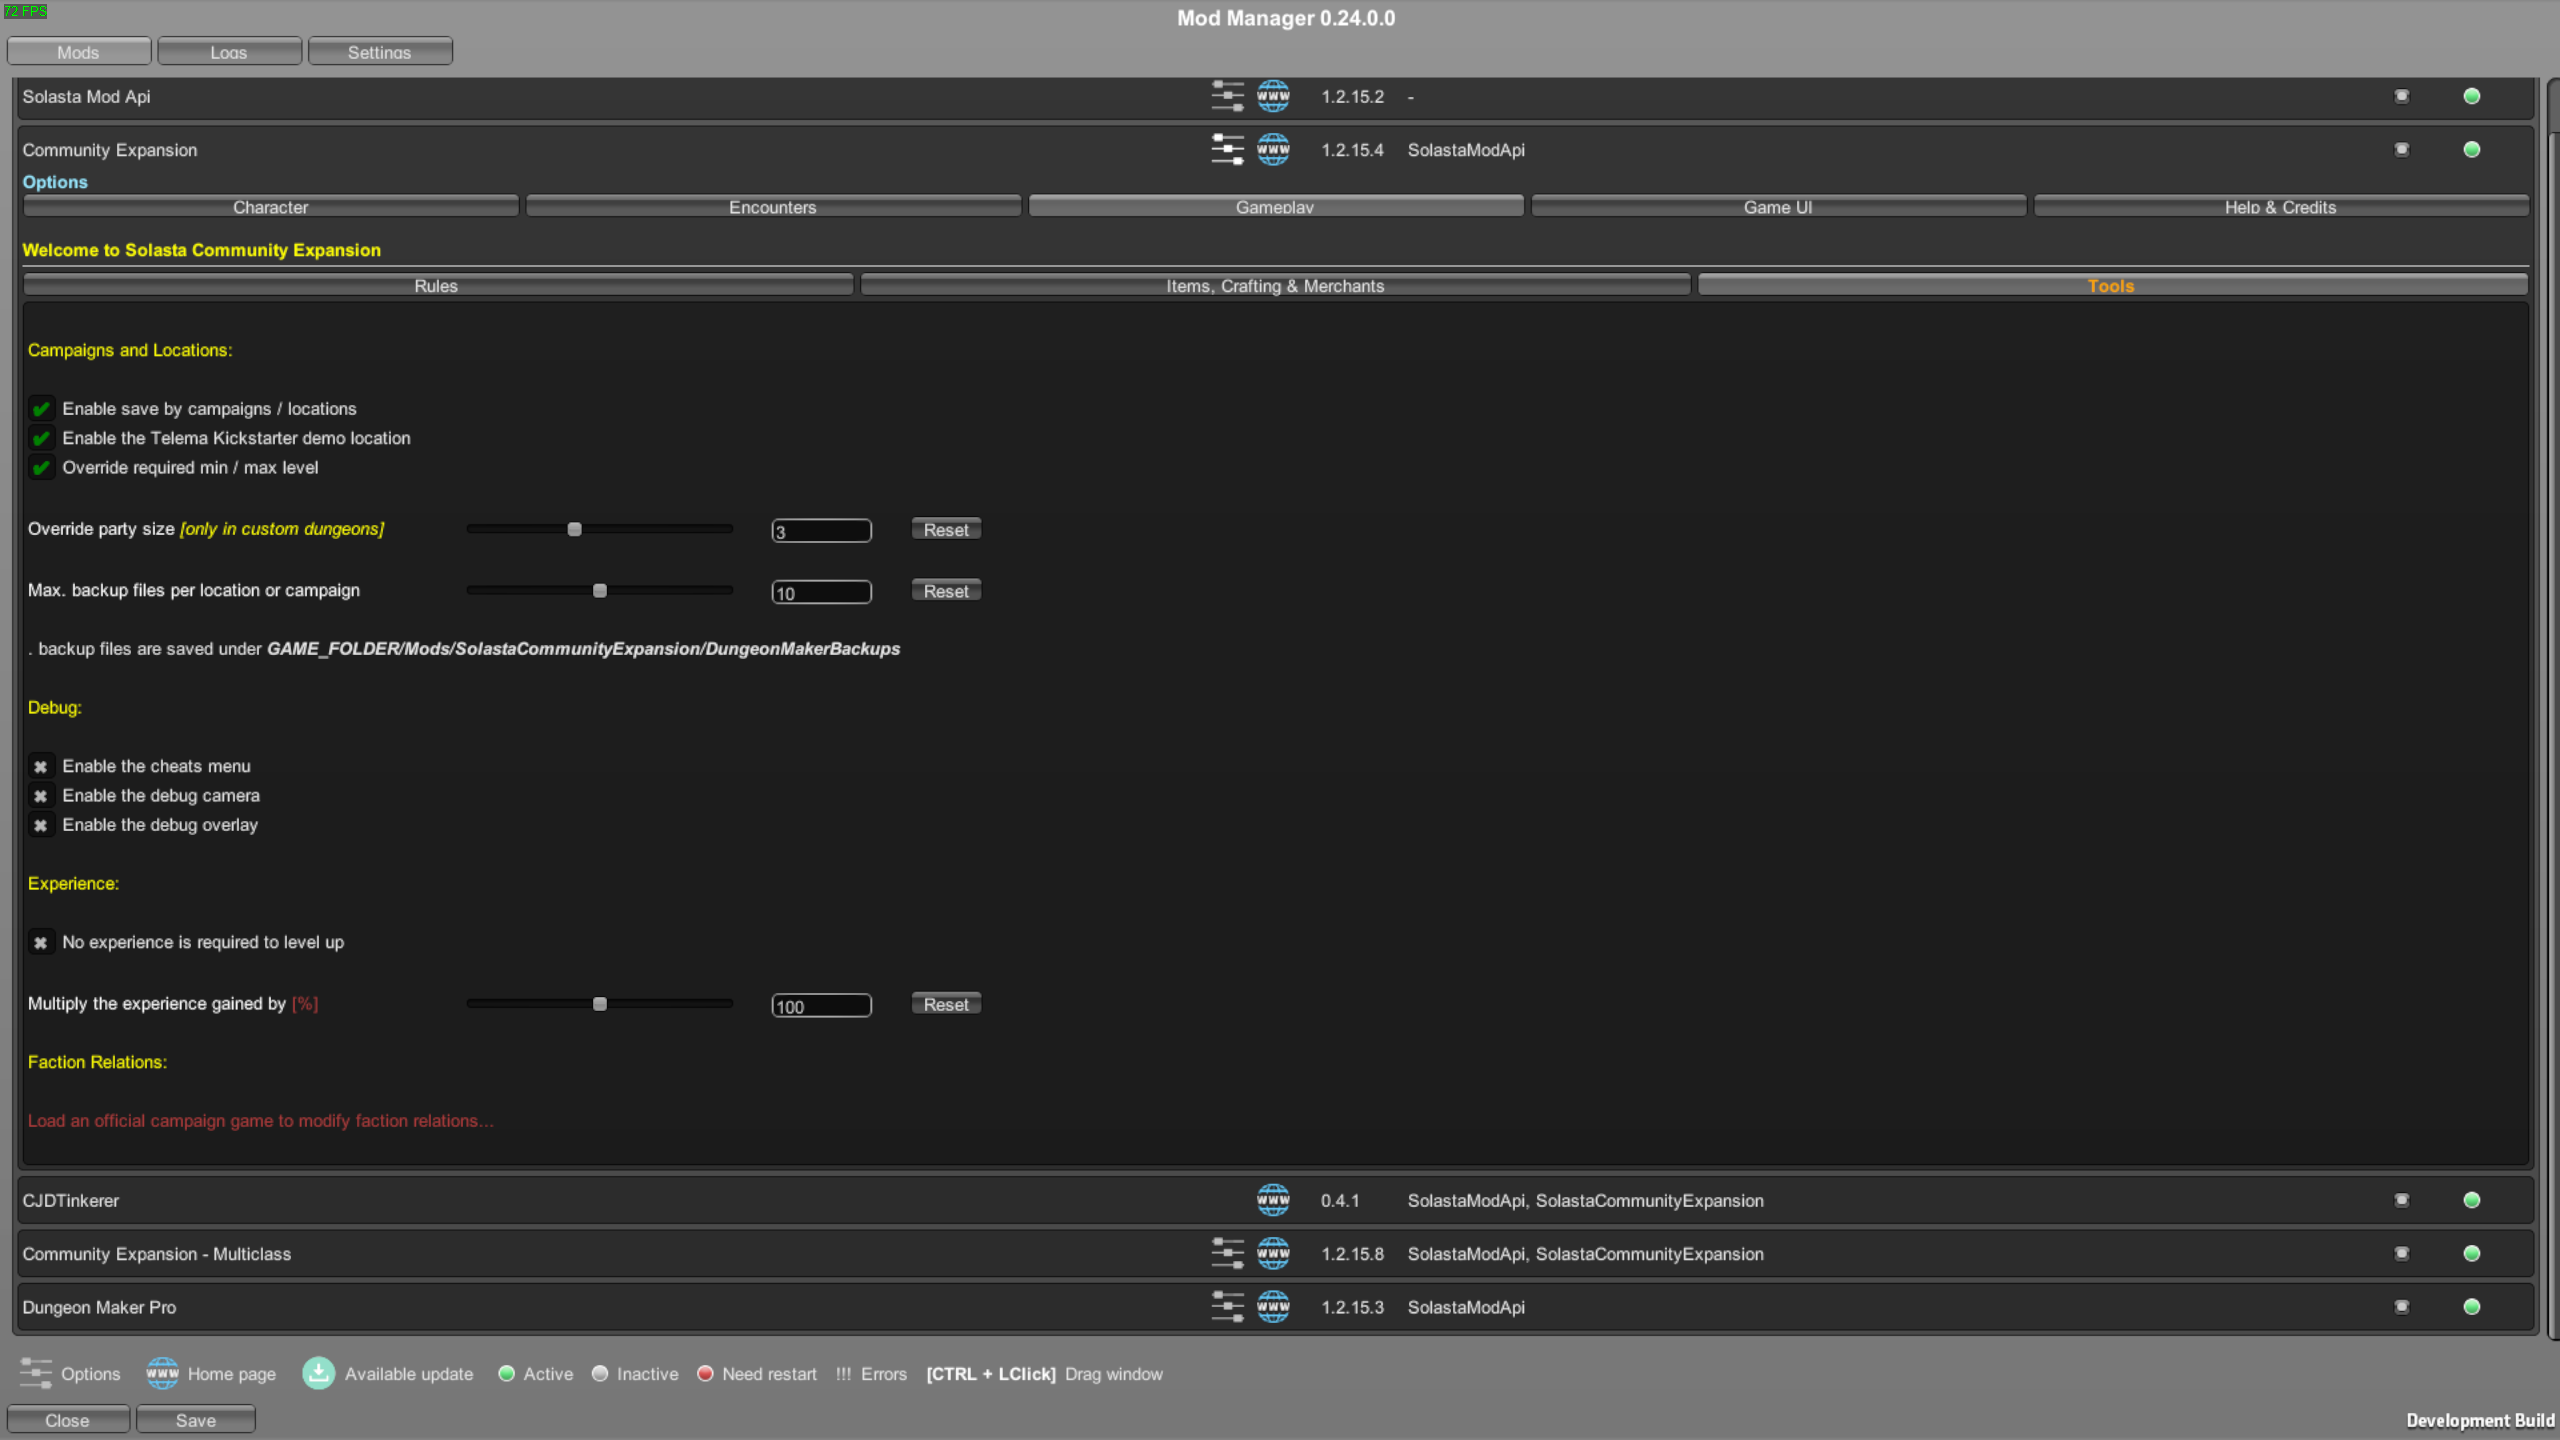 72 FPS
Mod Manager 0.24.0.0
Mods Logs Settings
Solasta Mod Api WWW 1.2.15.2 -
Community Expansion WWW 1.2.15.4 SolastaModApi
Options
Character Encounters Gameplay Game UI Help & Credits
Welcome to Solasta Community Expansion
Rules Items, Crafting & Merchants Tools
Campaigns and Locations:
Enable save by campaigns / locations
Enable the Telema Kickstarter demo location
Override required min / max level
Override party size [only in custom dungeons] 3 Reset
Max. backup files per location or campaign 10 Reset
. backup files are saved under GAME_FOLDER/Mods/SolastaCommunityExpansion/DungeonMakerBackups
Debug:
Enable the cheats menu
Enable the debug camera
Enable the debug overlay
Experience:
No experience is required to level up
Multiply the experience gained by [%] 100 Reset
Faction Relations:
Load an official campaign game to modify faction relations...
CJDTinkerer WWW 0.4.1 SolastaModApi, SolastaCommunityExpansion
Community Expansion - Multiclass WWW 1.2.15.8 SolastaModApi, SolastaCommunityExpansion
Dungeon Maker Pro WWW 1.2.15.3 SolastaModApi
Options WWW Home page Available update Active Inactive Need restart !!! Errors [CTRL + LClick] Drag window
Close Save
Development Build